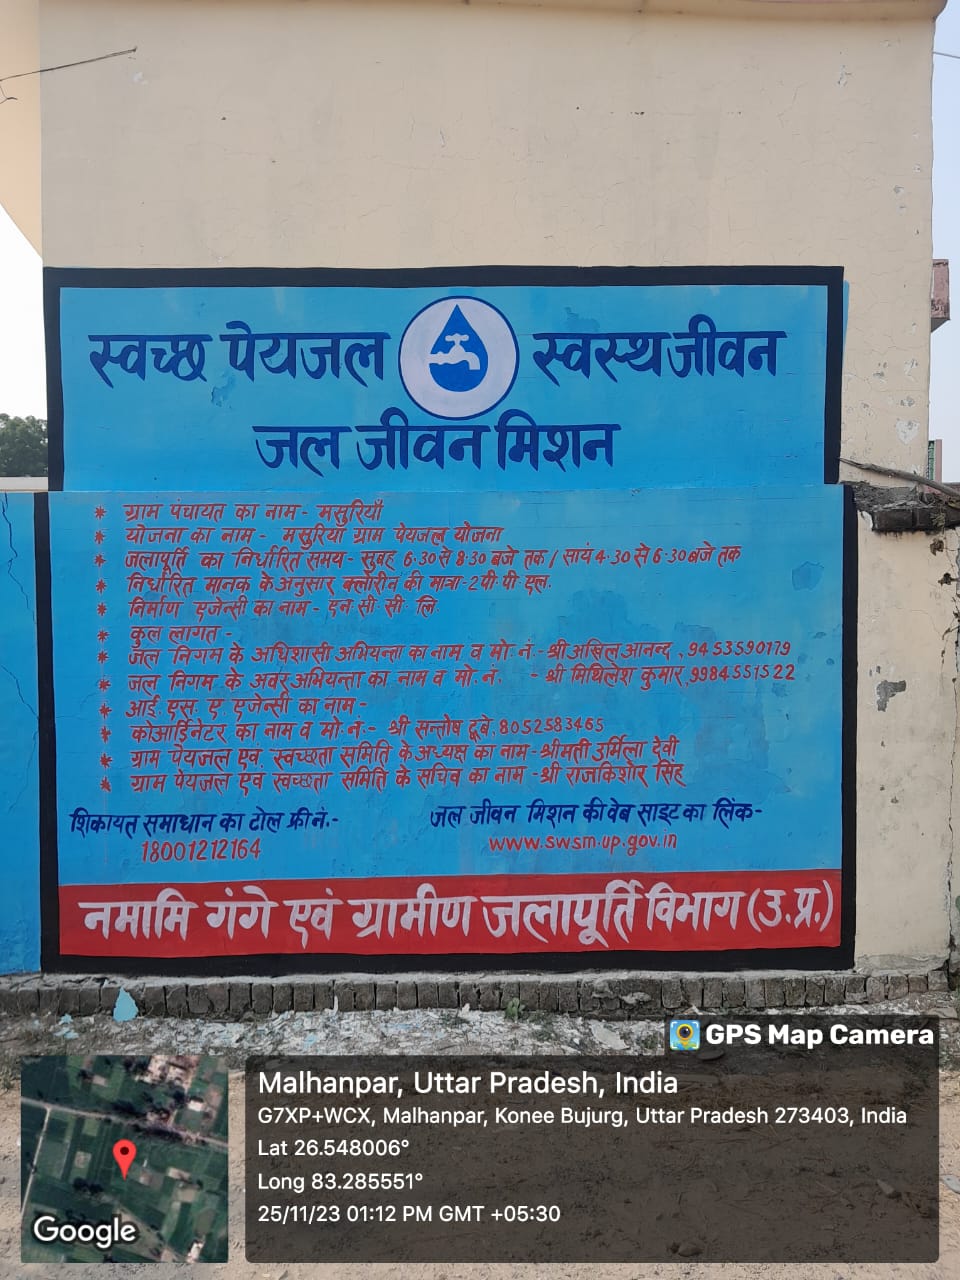 स्वच्छ पेयजल स्वस्थ जीवन
जल जीवन मिशन
* ग्राम पंचायत का नाम- मसुरियाँ
* योजना का नाम- मसुरियाँ ग्राम पेयजल योजना
* जलापूर्ति का निर्धारित समय- सुबह 6.30 से 8.30 बजे तक / सायं 4.30 से 6.30 बजे तक
* निर्धारित मानक के अनुसार क्लोरीन की मात्रा-2 पी.पी.एल.
* निर्माण एजेन्सी का नाम- एन.सी.सी. लि.
* कुल लागत-
* जल निगम के अधिशासी अभियन्ता का नाम व मो.नं.-श्री अखिल आनन्द, 9453590179
* जल निगम के अवर अभियन्ता का नाम व मो.नं. - श्री मिथिलेश कुमार, 9984551522
* आई.एस.ए. एजेन्सी का नाम-
* कोआर्डिनेटर का नाम व मो.नं.- श्री सन्तोष दूबे, 8052583465
* ग्राम पेयजल एवं स्वच्छता समिति के अध्यक्ष का नाम-श्रीमती उर्मिला देवी
* ग्राम पेयजल एवं स्वच्छता समिति के सचिव का नाम-श्री राजकिशोर सिंह
शिकायत समाधान का टोल फ्री नं.- जल जीवन मिशन की वेब साइट का लिंक-
18001212164 www.swsm.up.gov.in
नमामि गंगे एवं ग्रामीण जलापूर्ति विभाग (उ.प्र.)
GPS Map Camera
Malhanpar, Uttar Pradesh, India
G7XP+WCX, Malhanpar, Konee Bujurg, Uttar Pradesh 273403, India
Lat 26.548006°
Long 83.285551°
25/11/23 01:12 PM GMT +05:30
Google